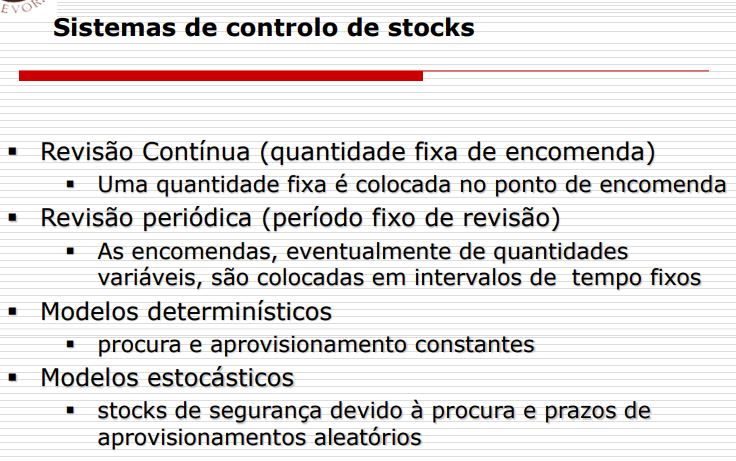 EVOR
Sistemas de controlo de stocks
▪ Revisão Contínua (quantidade fixa de encomenda)
▪ Uma quantidade fixa é colocada no ponto de encomenda
▪ Revisão periódica (período fixo de revisão)
▪ As encomendas, eventualmente de quantidades
variáveis, são colocadas em intervalos de tempo fixos
▪ Modelos determinísticos
▪ procura e aprovisionamento constantes
▪ Modelos estocásticos
▪ stocks de segurança devido à procura e prazos de
aprovisionamentos aleatórios